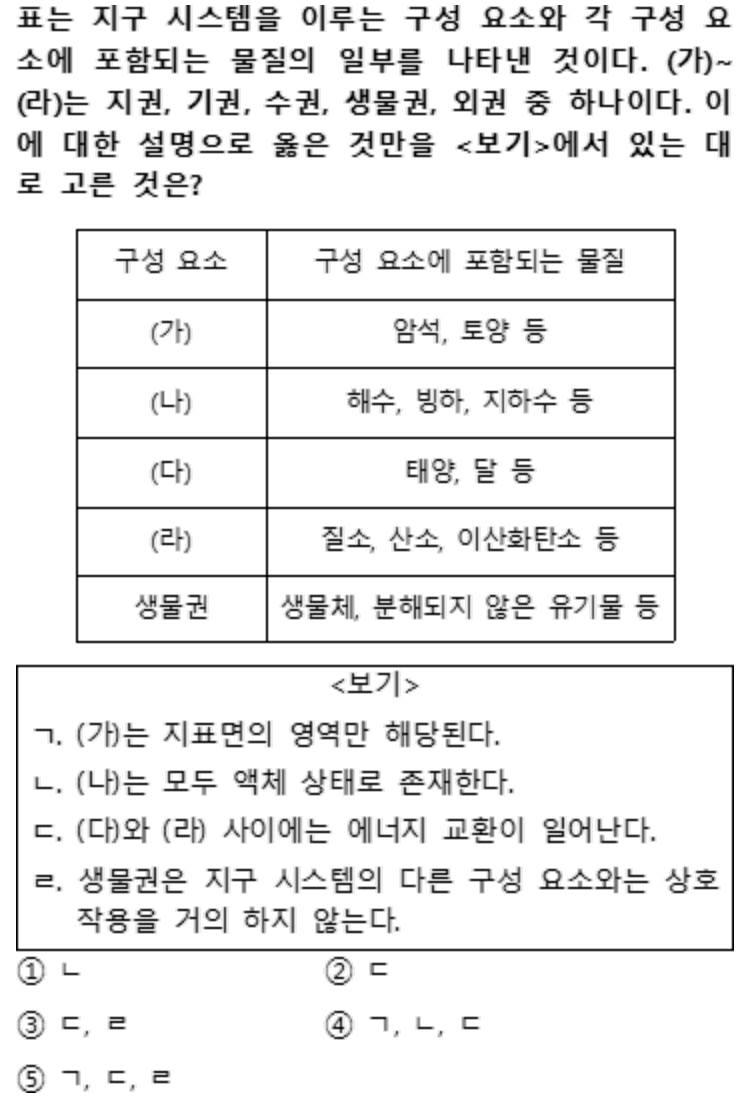 표는 지구 시스템을 이루는 구성 요소와 각 구성 요
소에 포함되는 물질의 일부를 나타낸 것이다. (가)~
(라)는 지권, 기권, 수권, 생물권, 외권 중 하나이다. 이
에 대한 설명으로 옳은 것만을 <보기>에서 있는 대
로 고른 것은?
구성 요소 구성 요소에 포함되는 물질
(가) 암석, 토양 등
(나) 해수, 빙하, 지하수 등
(다) 태양, 달 등
(라) 질소, 산소, 이산화탄소 등
생물권 생물체, 분해되지 않은 유기물 등
<보기>
ㄱ. (가)는 지표면의 영역만 해당된다.
ㄴ. (나)는 모두 액체 상태로 존재한다.
ㄷ. (다)와 (라) 사이에는 에너지 교환이 일어난다.
ㄹ. 생물권은 지구 시스템의 다른 구성 요소와는 상호
작용을 거의 하지 않는다.
① ㄴ ② ㄷ
③ ㄷ, ㄹ ④ ㄱ, ㄴ, ㄷ
⑤ ㄱ, ㄷ, ㄹ